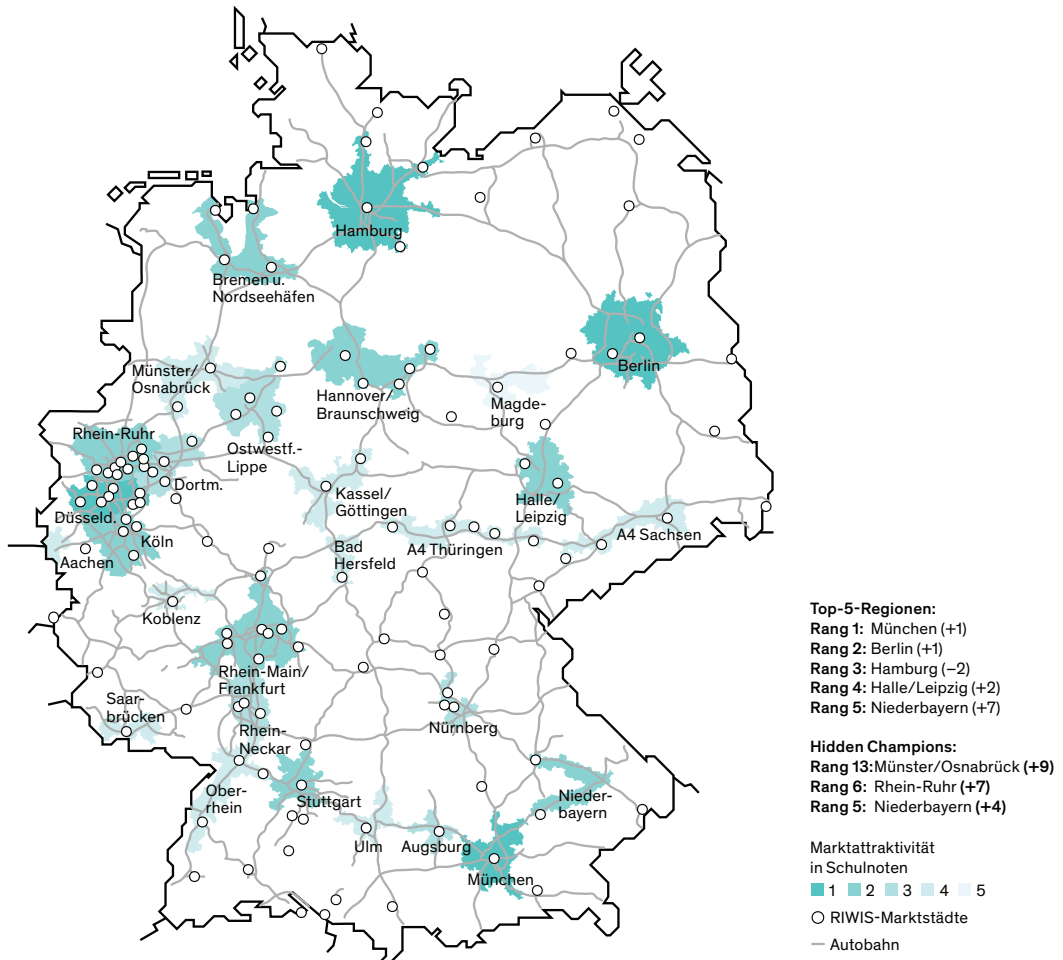 Hamburg
Bremen u.
Nordseehäfen
Berlin
Münster/
Osnabrück
Hannover/
Braunschweig
Magde-
burg
Rhein-Ruhr
Ostwestf.-
Lippe
Dortm.
Kassel/
Göttingen
Halle/
Leipzig
Düsseld.
Köln
Aachen
Bad
Hersfeld
A4 Thüringen
A4 Sachsen
Koblenz
Rhein-Main/
Frankfurt
Saar-
brücken
Rhein-
Neckar
Nürnberg
Ober-
rhein
Stuttgart
Ulm
Augsburg
Nieder-
bayern
München
Top-5-Regionen:
Rang 1: München (+1)
Rang 2: Berlin (+1)
Rang 3: Hamburg (−2)
Rang 4: Halle/Leipzig (+2)
Rang 5: Niederbayern (+7)
Hidden Champions:
Rang 13:Münster/Osnabrück (+9)
Rang 6: Rhein-Ruhr (+7)
Rang 5: Niederbayern (+4)
Marktattraktivität
in Schulnoten
1 2 3 4 5
RIWIS-Marktstädte
Autobahn